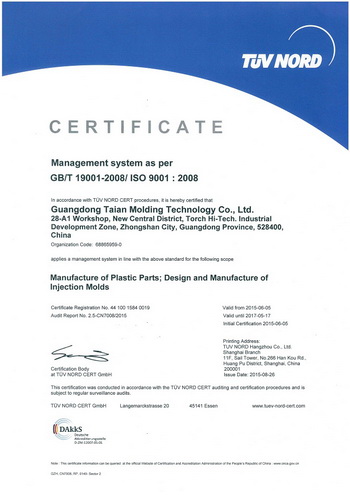 TÜV NORD
CERTIFICATE
Management system as per
GB/T 19001-2008/ ISO 9001 : 2008
In accordance with TÜV NORD CERT procedures, it is hereby certified that
Guangdong Taian Molding Technology Co., Ltd.
28-A1 Workshop, New Central District, Torch Hi-Tech. Industrial
Development Zone, Zhongshan City, Guangdong Province, 528400,
China
Organization Code: 68665959-0
applies a management system in line with the above standard for the following scope
Manufacture of Plastic Parts; Design and Manufacture of
Injection Molds
Certificate Registration No. 44 100 1584 0019
Audit Report No. 2.5-CN7008/2015
Valid from 2015-06-05
Valid until 2017-05-17
Initial Certification 2015-06-05
Certification Body
at TÜV NORD CERT GmbH
Printing Address:
TUV NORD Hangzhou Co., Ltd
Shanghai Branch
11F, Sail Tower, No.266 Han Kou Rd.,
Huang Pu District, Shanghai, China
200001
Issue Date: 2015-08-26
This certification was conducted in accordance with the TÜV NORD CERT auditing and certification procedures and is
subject to regular surveillance audits.
TÜV NORD CERT GmbH Langemarckstrasse 20 45141 Essen www.tuev-nord-cert.com
DAkkS
Deutsche
Akkreditierungsstelle
Note: This certificate information can be queried at the official Website of Certification and Accreditation Administration of the People's Republic of China: www.cnca.gov.cn